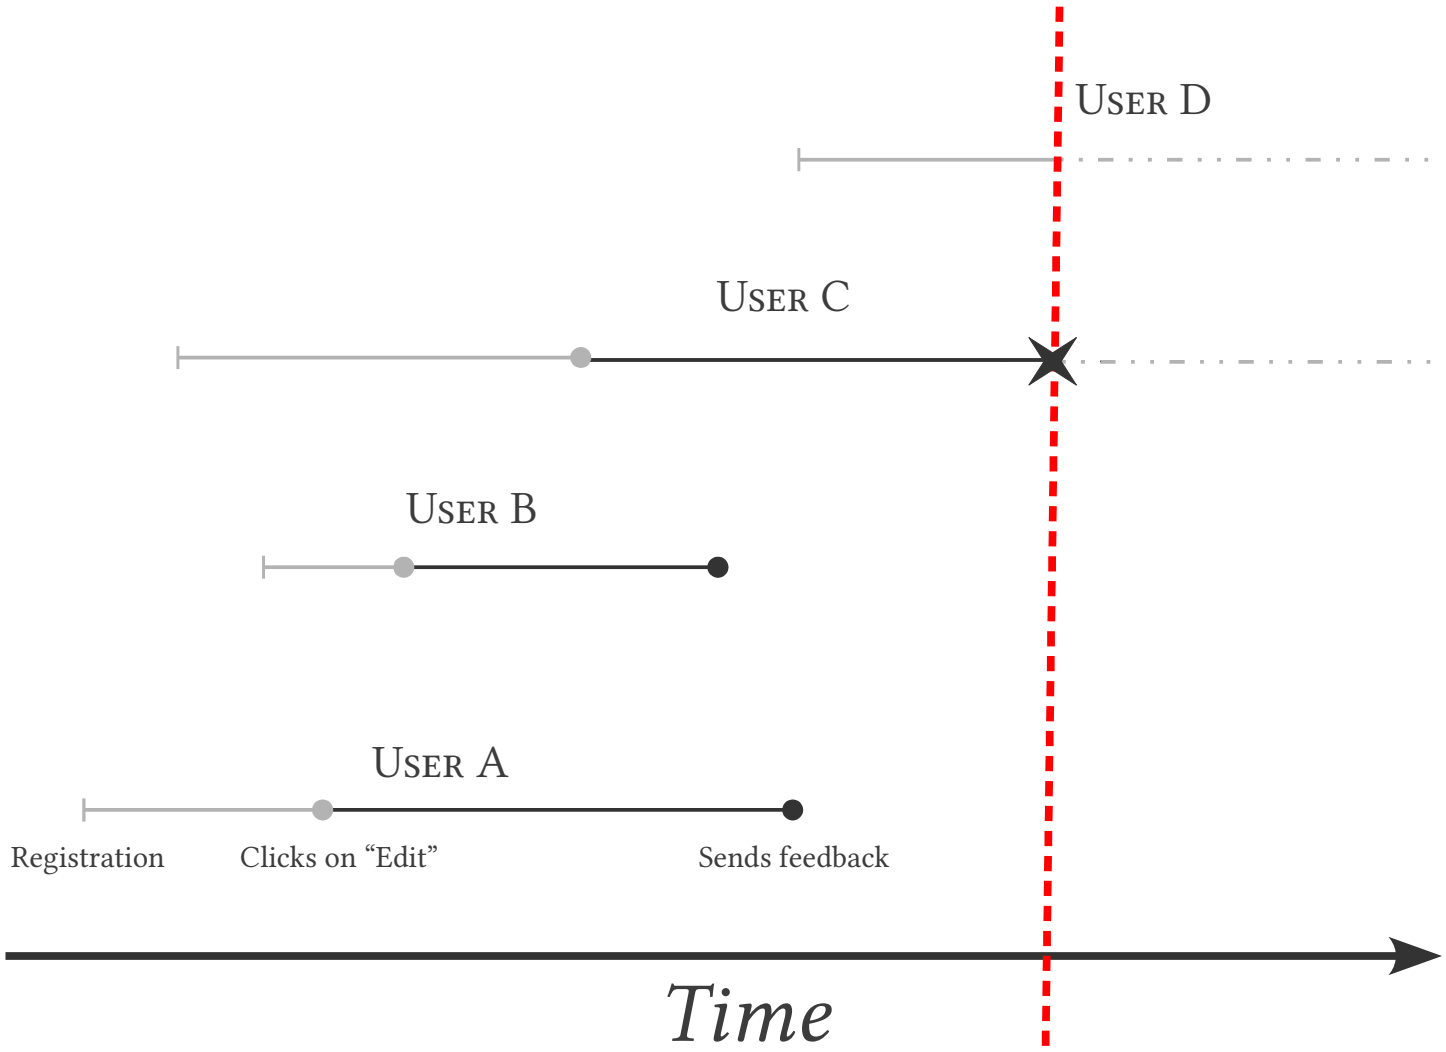 User D
User C
User B
User A
Registration
Clicks on “Edit”
Sends feedback
Time